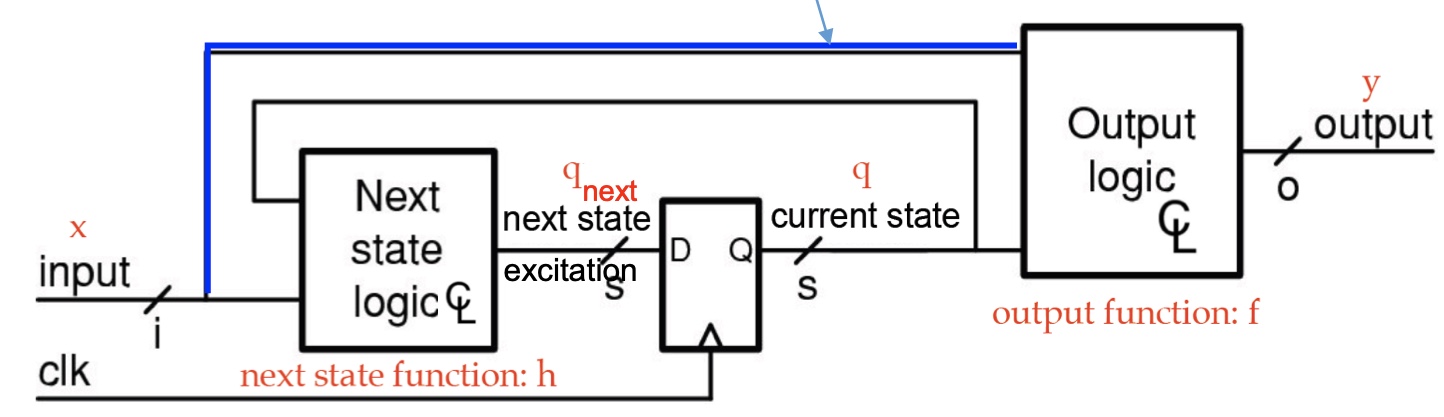 x
input
i
clk
Next
state
logic CL
next state function: h
q next
next state
excitation
s
D Q
q
current state
s
Output
logic
CL
output function: f
y
output
o